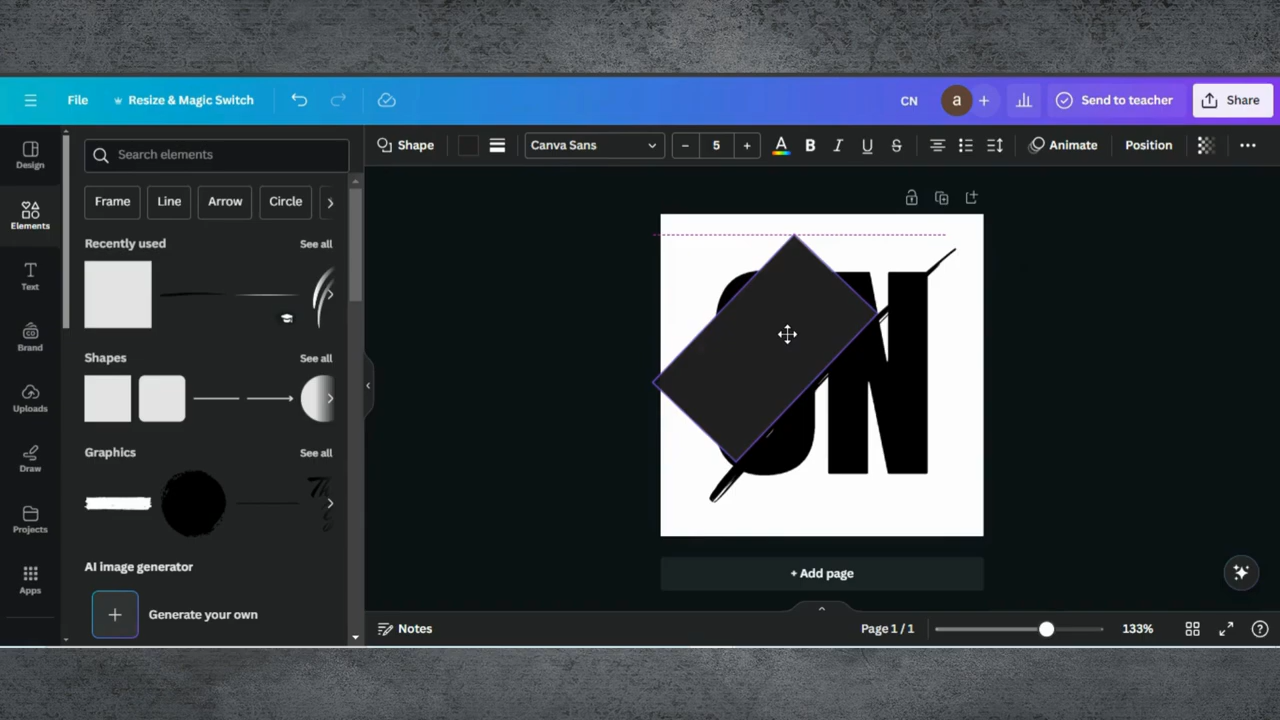 File
Resize & Magic Switch
CN
a
Send to teacher
Share
Design
Elements
Text
Brand
Uploads
Draw
Projects
Apps
Search elements
Frame
Line
Arrow
Circle
Recently used
See all
Shapes
See all
Graphics
See all
AI image generator
Generate your own
Shape
Canva Sans
5
A
B
I
U
S
Animate
Position
N
+ Add page
Notes
Page 1 / 1
133%